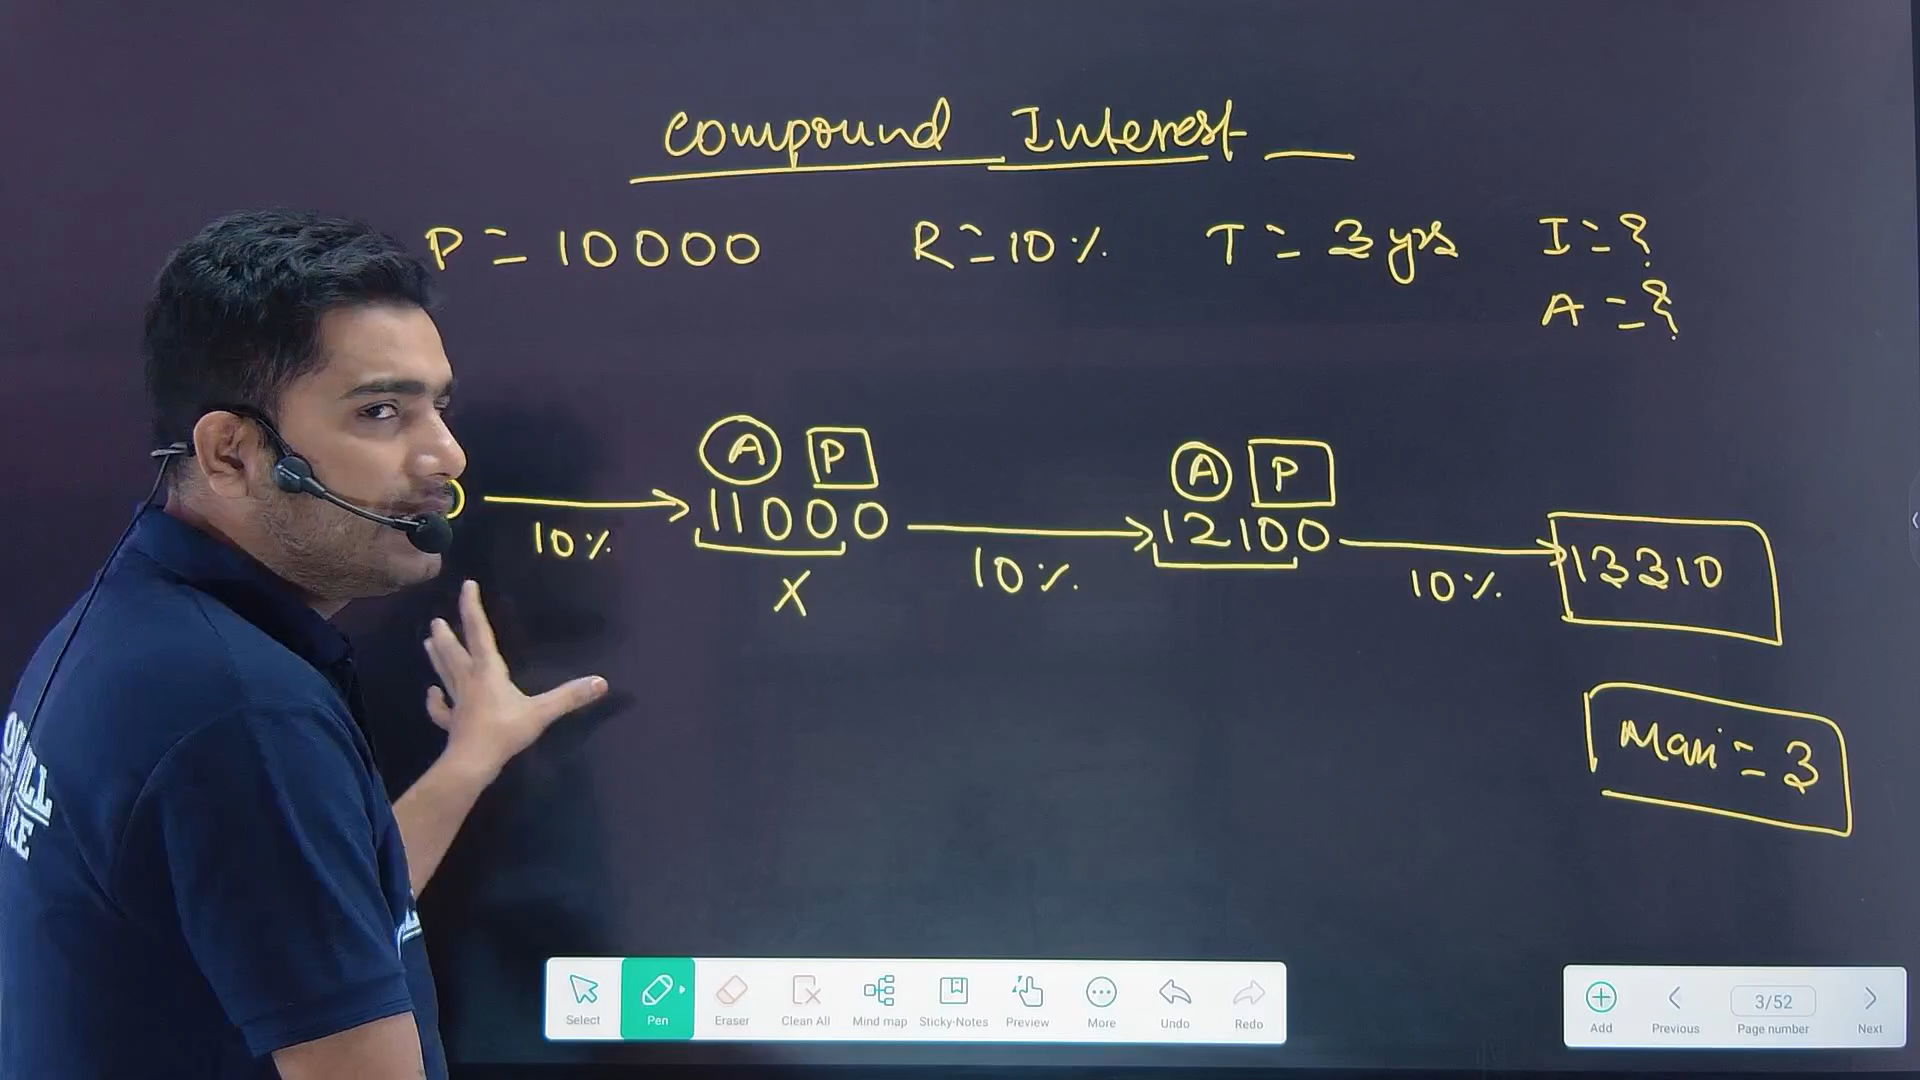 Compound Interest
P = 10000 R = 10% T = 3 yrs I = ?
A = ?
A P
A P
11000
12100
13310
10%
10%
10%
X
Maxi = 3
Select Pen Eraser Clean All Mind map Sticky-Notes Preview More Undo Redo
Add Previous 3/52 Page number Next